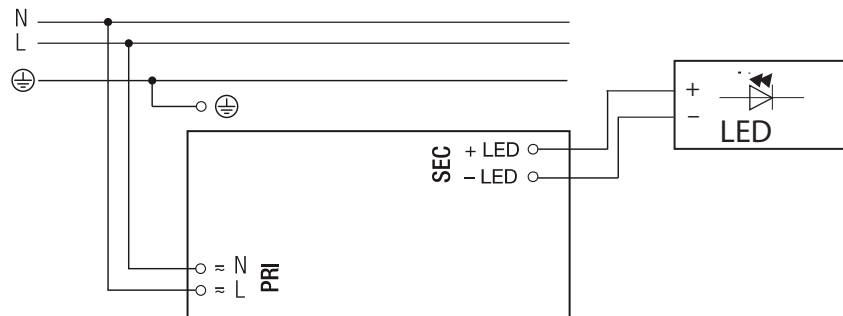 N
L
+ LED
SEC
− LED
+
−
LED
≂ N
PRI
≂ L